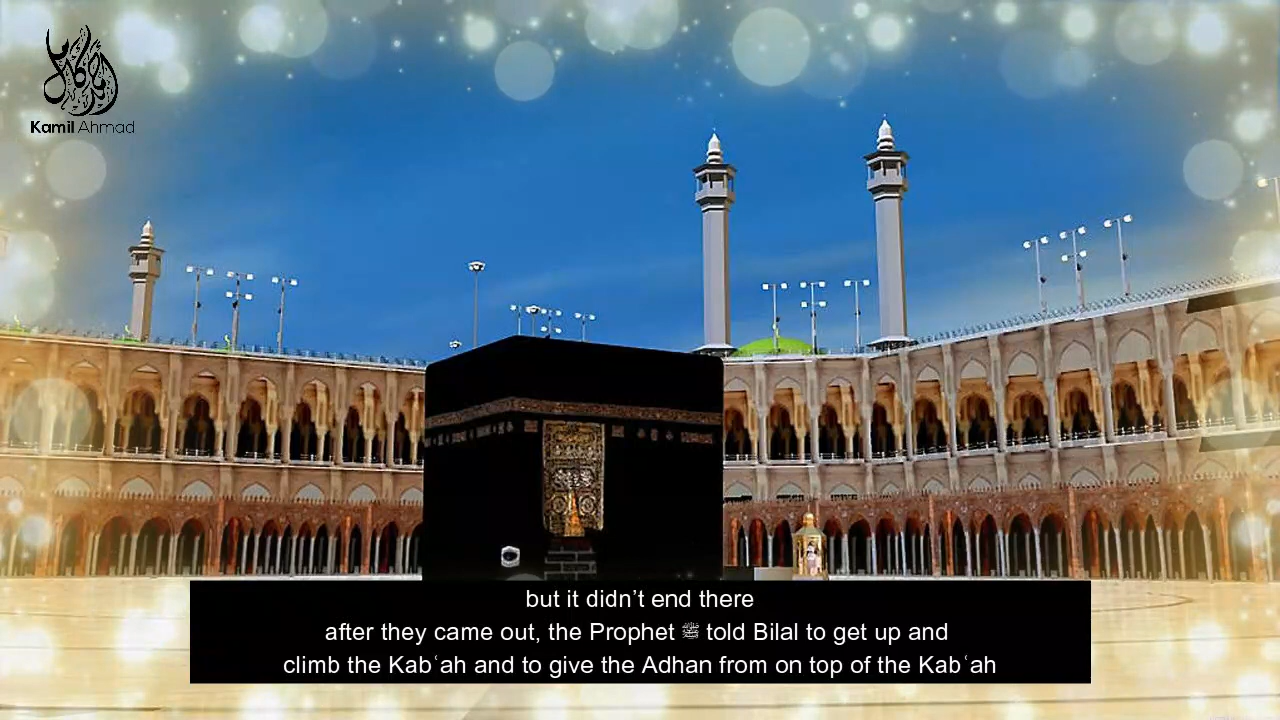 Kamil Ahmad
but it didn’t end there
after they came out, the Prophet ﷺ told Bilal to get up and
climb the Kabʿah and to give the Adhan from on top of the Kabʿah